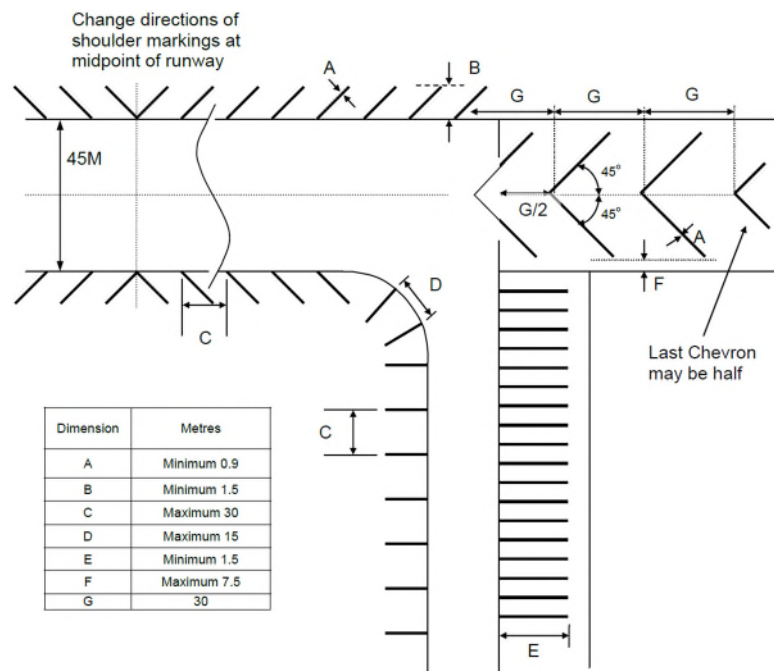 Change directions of
shoulder markings at
midpoint of runway
A
B
G
G
G
45M
45°
45°
G/2
A
F
D
C
Last Chevron
may be half
C
E
Dimension Metres
A Minimum 0.9
B Minimum 1.5
C Maximum 30
D Maximum 15
E Minimum 1.5
F Maximum 7.5
G 30